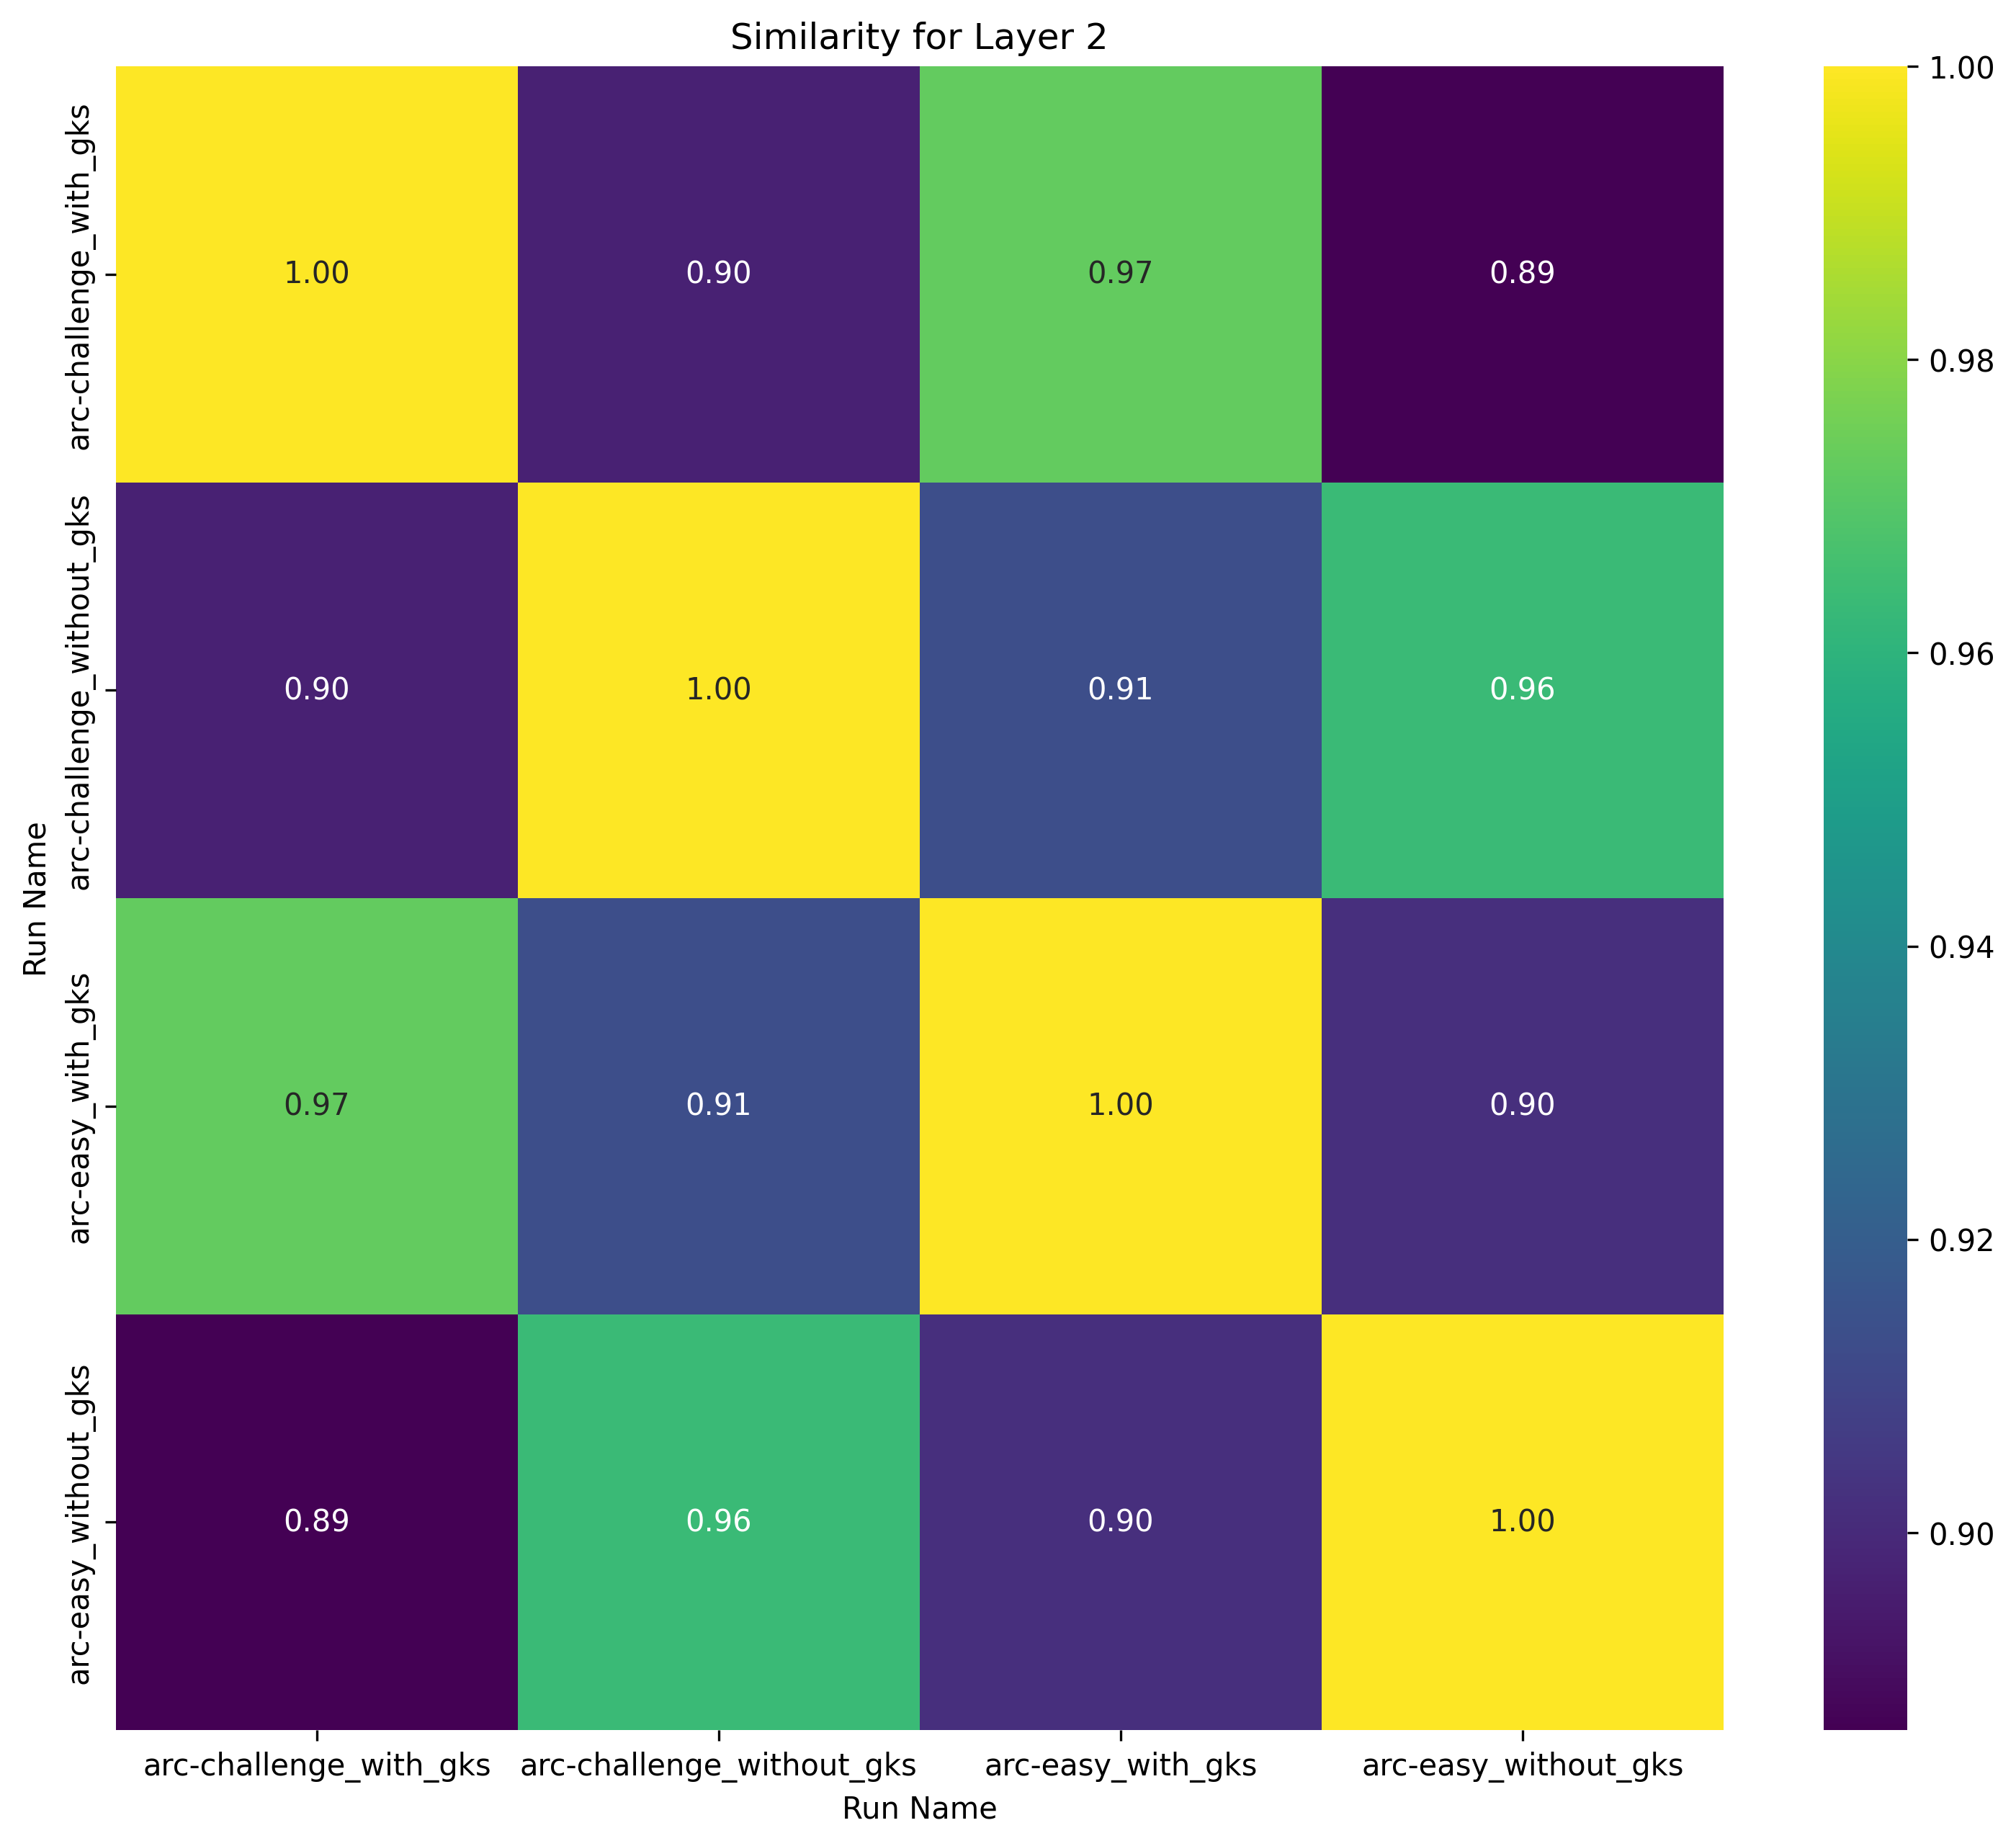 Similarity for Layer 2
Run Name
arc-challenge_with_gks
arc-challenge_without_gks
arc-easy_with_gks
arc-easy_without_gks
1.00 0.90 0.97 0.89
0.90 1.00 0.91 0.96
0.97 0.91 1.00 0.90
0.89 0.96 0.90 1.00
arc-challenge_with_gks arc-challenge_without_gks arc-easy_with_gks arc-easy_without_gks
Run Name
1.00
0.98
0.96
0.94
0.92
0.90